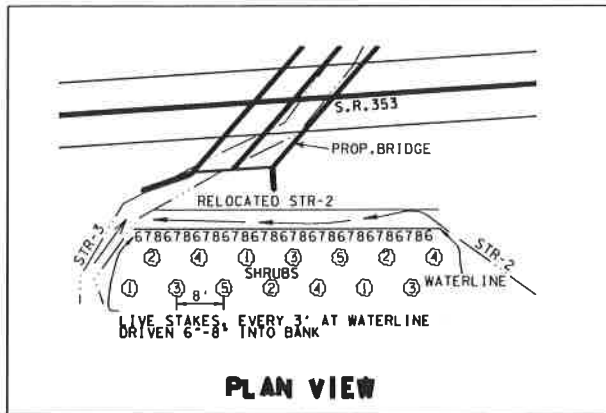 S.R.353
PROP.BRIDGE
RELOCATED STR-2
STR-3
678678678678678678678678678678 6
STR-2
② ④ ① ③ ⑤ ② ④
SHRUBS
WATERLINE
① ③ ⑤ ② ④ ① ③
8'
LIVE STAKES, EVERY 3' AT WATERLINE
DRIVEN 6"-8" INTO BANK
PLAN VIEW